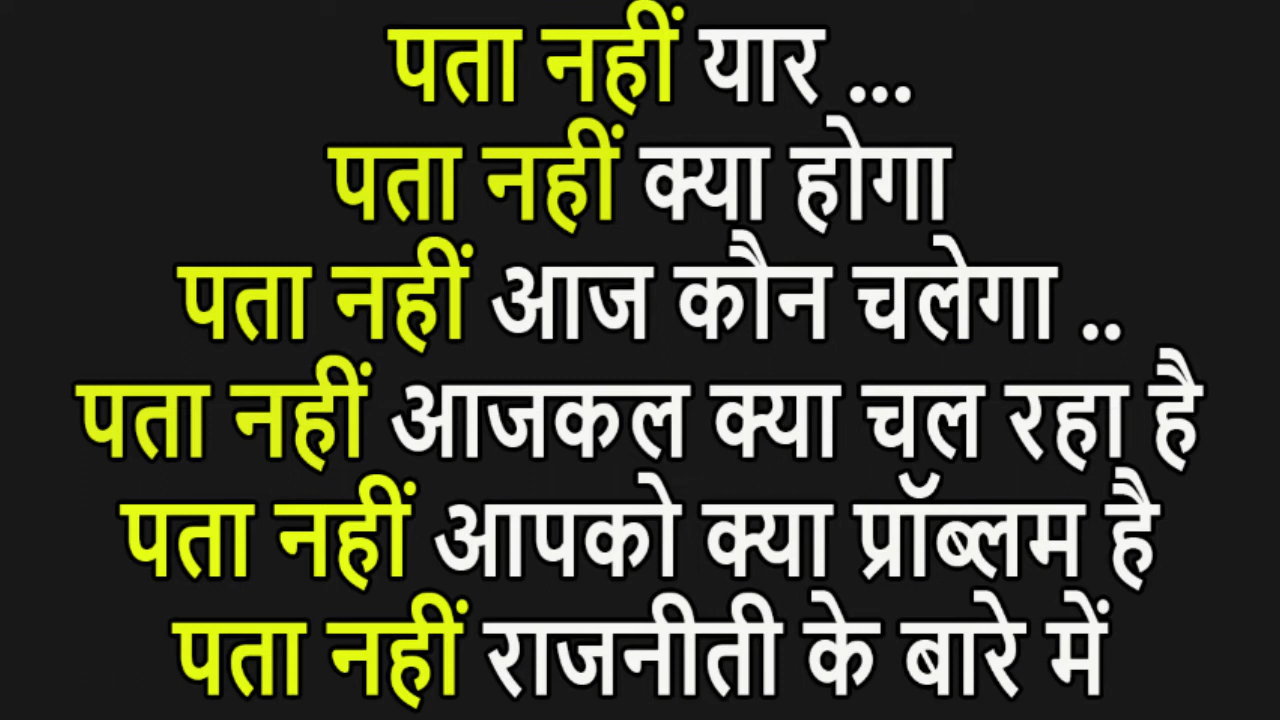 पता नहीं यार ...
पता नहीं क्या होगा
पता नहीं आज कौन चलेगा ..
पता नहीं आजकल क्या चल रहा है
पता नहीं आपको क्या प्रॉब्लम है
पता नहीं राजनीती के बारे में